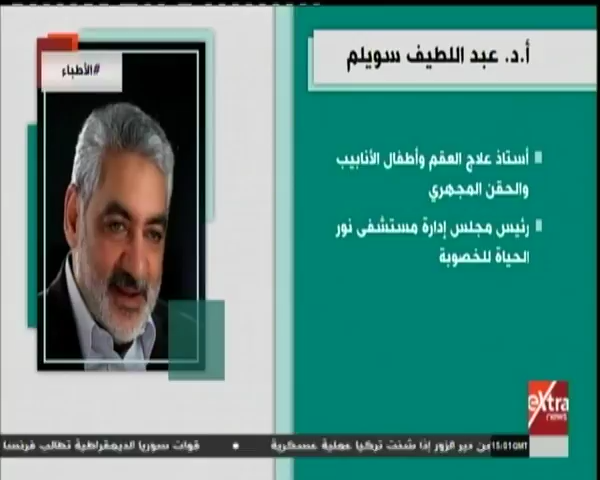 أ.د. عبد اللطيف سويلم
#الأطباء
أستاذ علاج العقم وأطفال الأنابيب
والحقن المجهري
رئيس مجلس إدارة مستشفى نور
الحياة للخصوبة
eXtra
news
15:01GMT
من دير الزور إذا شنت تركيا عملية عسكرية • قوات سوريا الديمقراطية تطالب فرنسا